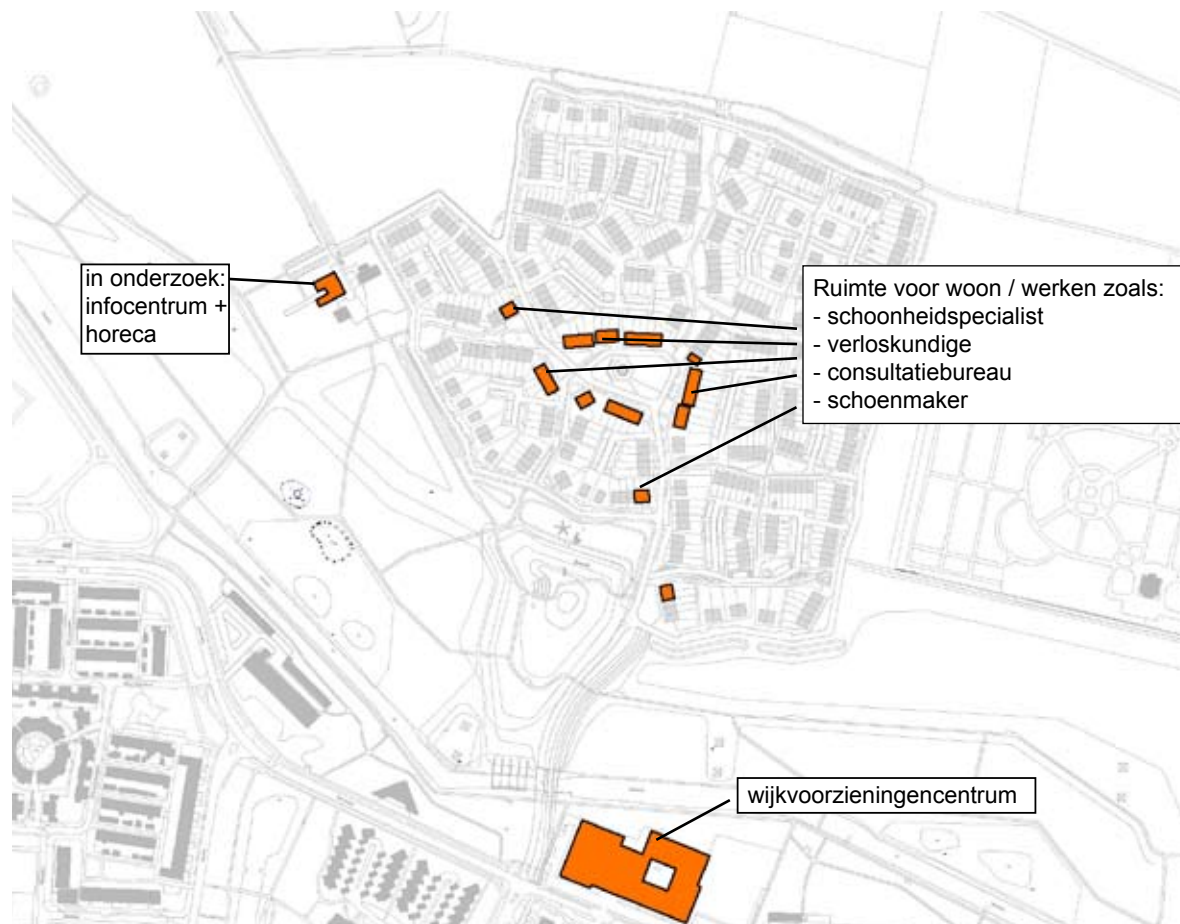 in onderzoek:
infocentrum +
horeca
Ruimte voor woon / werken zoals:
- schoonheidspecialist
- verloskundige
- consultatiebureau
- schoenmaker
wijkvoorzieningencentrum